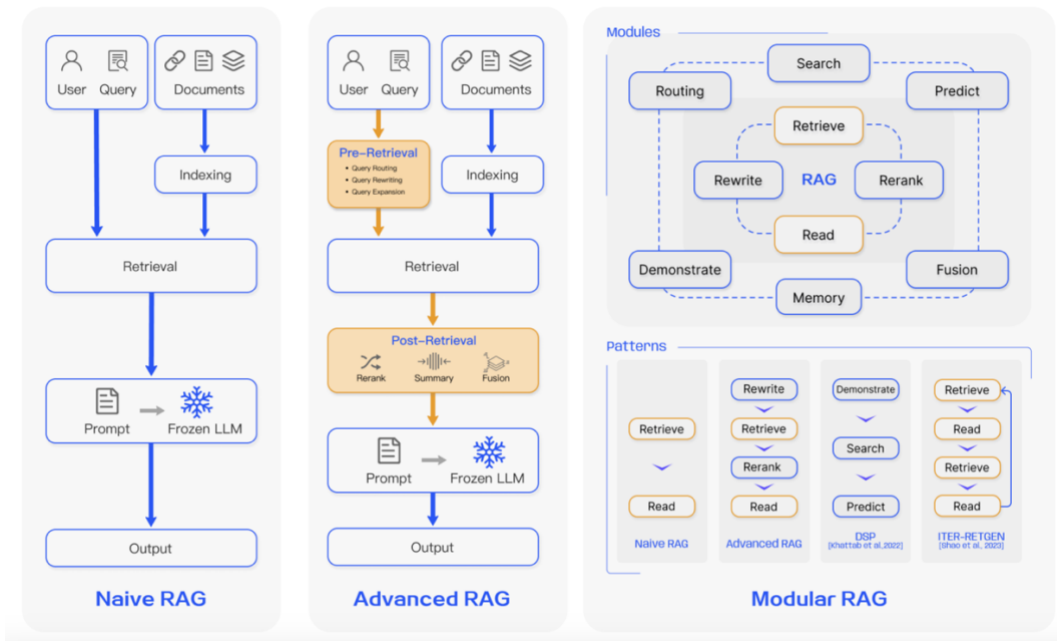 User Query
Documents
Indexing
Retrieval
Prompt
Frozen LLM
Output
Naive RAG
User Query
Documents
Pre-Retrieval
• Query Routing
• Query Rewriting
• Query Expansion
Indexing
Retrieval
Post-Retrieval
Rerank Summary Fusion
Prompt
Frozen LLM
Output
Advanced RAG
Modules
Search
Routing
Predict
Retrieve
Rewrite
RAG
Rerank
Read
Demonstrate
Fusion
Memory
Patterns
Retrieve
Read
Naive RAG
Rewrite
Retrieve
Rerank
Read
Advanced RAG
Demonstrate
Search
Predict
DSP
[Khattab et al.,2022]
Retrieve
Read
Retrieve
Read
ITER-RETGEN
[Shao et al., 2023]
Modular RAG